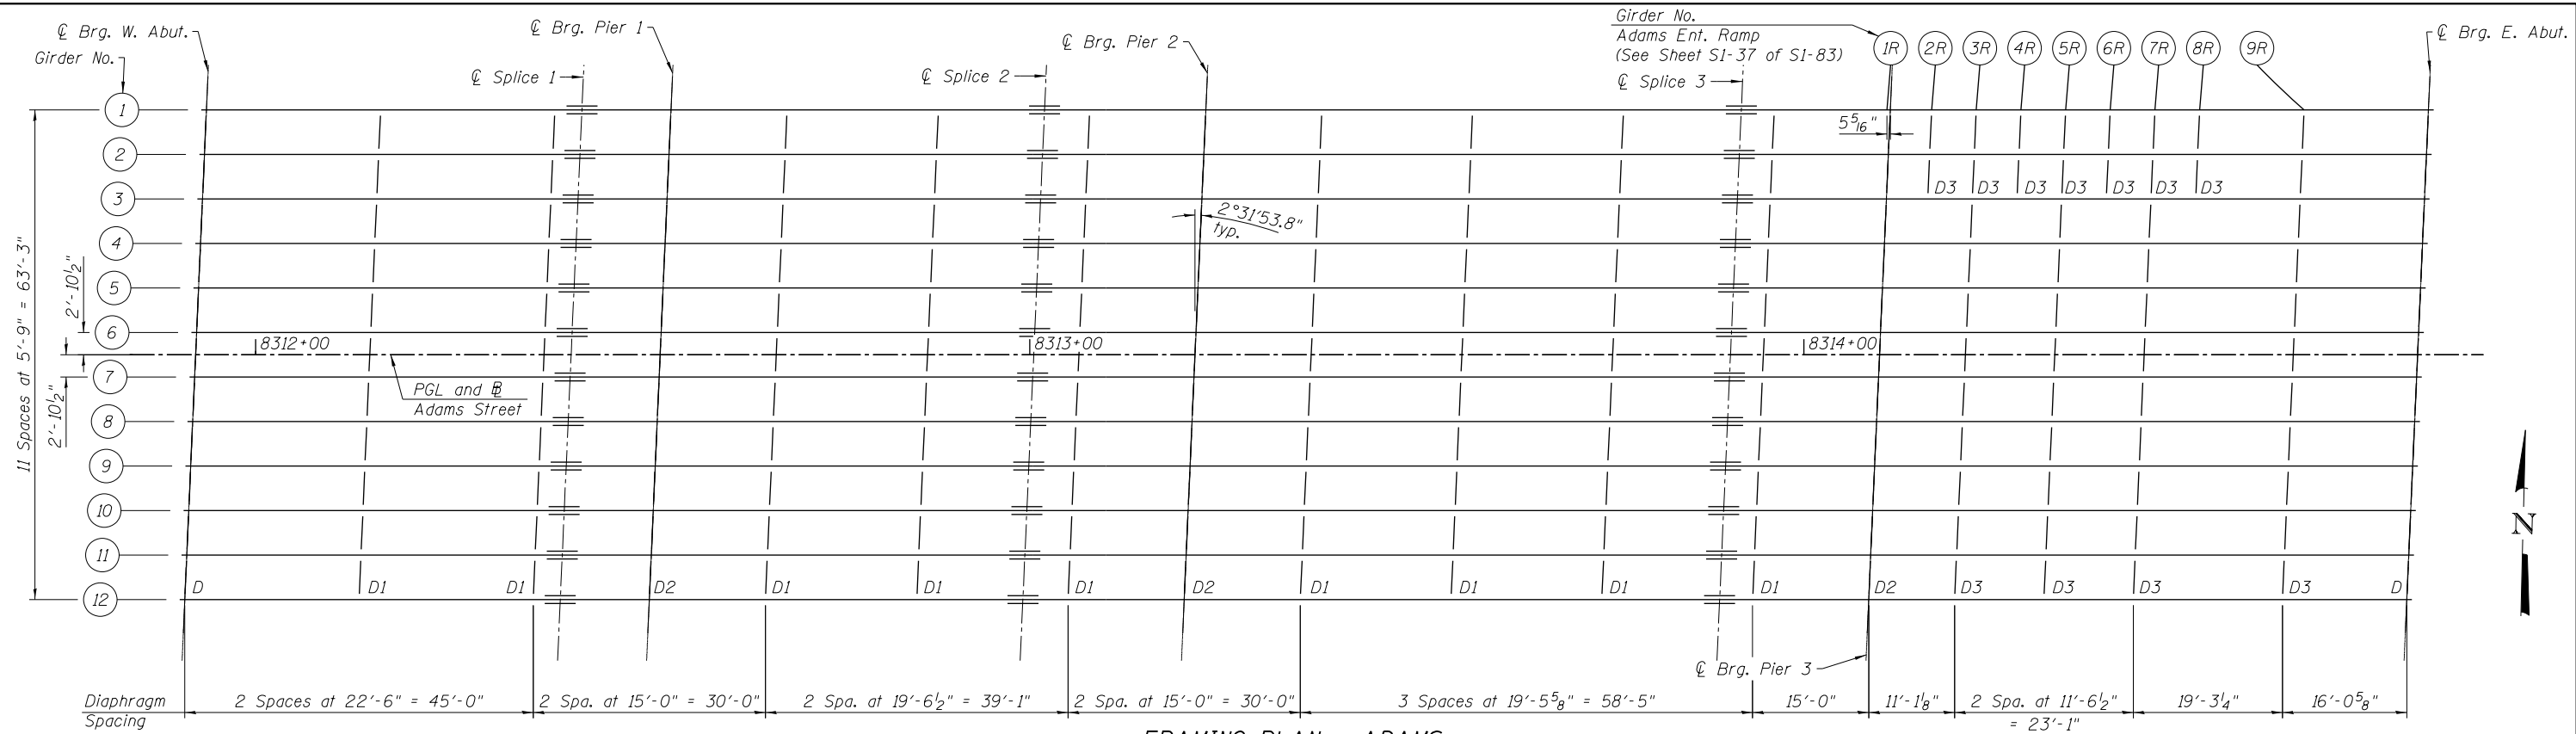 ℄ Brg. W. Abut.
Girder No.
℄ Splice 1
℄ Brg. Pier 1
℄ Splice 2
℄ Brg. Pier 2
Girder No.
Adams Ent. Ramp
(See Sheet S1-37 of S1-83)
℄ Splice 3
1R 2R 3R 4R 5R 6R 7R 8R 9R
℄ Brg. E. Abut.
1
2
3
4
5
6
7
8
9
10
11
12
11 Spaces at 5'-9" = 63'-3"
2'-10½"
2'-10½"
5 5/16"
D3 D3 D3 D3 D3 D3 D3
2°31'53.8"
typ.
8312+00
8313+00
8314+00
PGL and ⅊
Adams Street
N
D D1 D1 D2 D1 D1 D1 D2 D1 D1 D1 D1 D2 D3 D3 D3 D3 D
℄ Brg. Pier 3
Diaphragm
Spacing
2 Spaces at 22'-6" = 45'-0"
2 Spa. at 15'-0" = 30'-0"
2 Spa. at 19'-6½" = 39'-1"
2 Spa. at 15'-0" = 30'-0"
3 Spaces at 19'-5⅝" = 58'-5"
15'-0"
11'-1⅛"
2 Spa. at 11'-6½"
= 23'-1"
19'-3¼"
16'-0⅝"
FRAMING PLAN - ADAMS